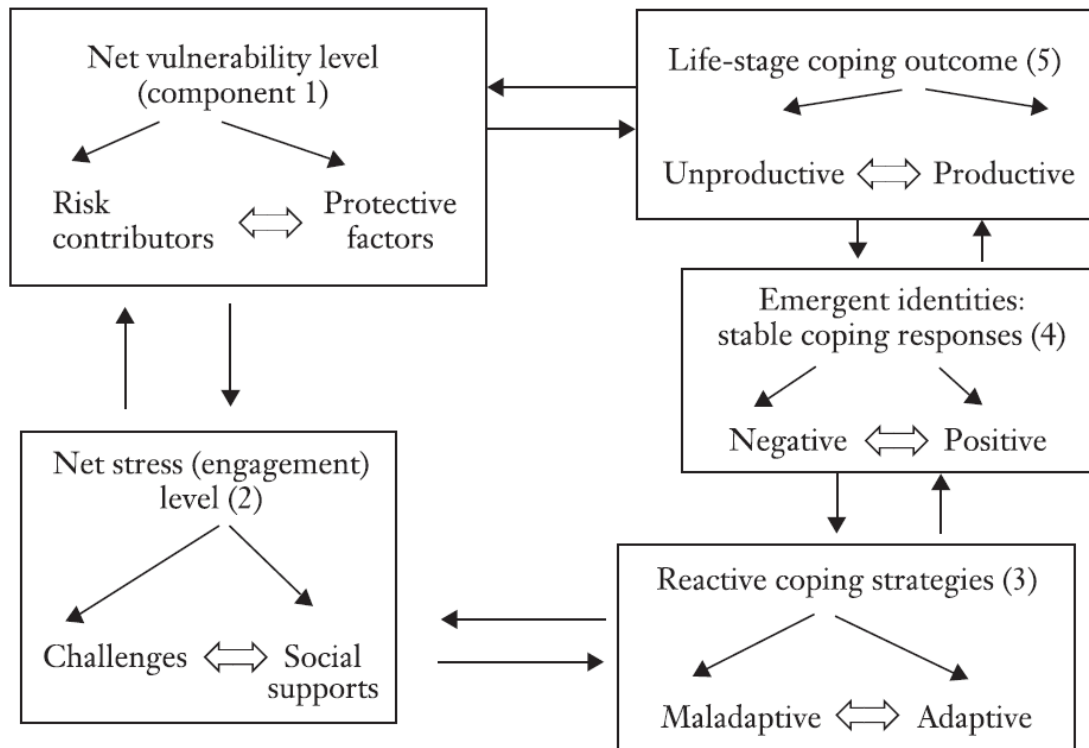 Net vulnerability level
(component 1)
Risk
contributors
Protective
factors
Life-stage coping outcome (5)
Unproductive
Productive
Emergent identities:
stable coping responses (4)
Negative
Positive
Net stress (engagement)
level (2)
Challenges
Social
supports
Reactive coping strategies (3)
Maladaptive
Adaptive